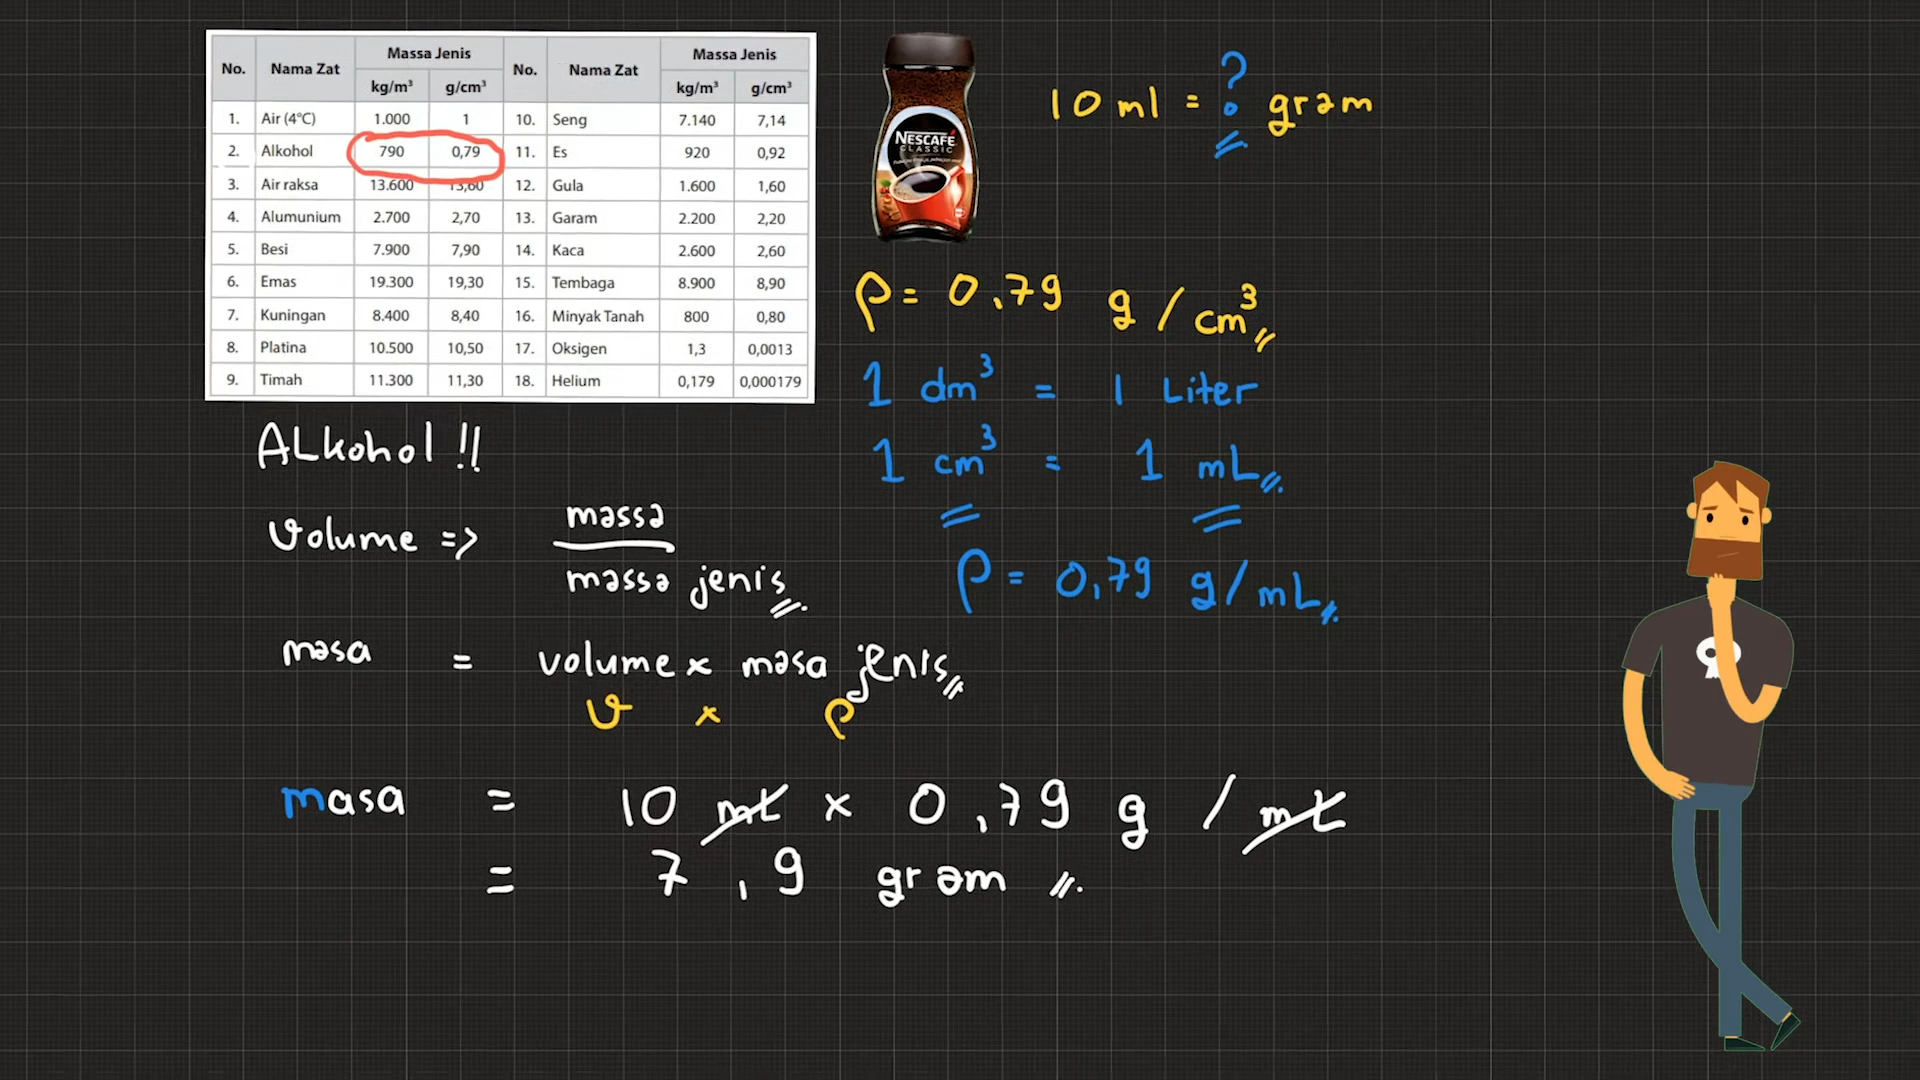 No. Nama Zat Massa Jenis No. Nama Zat Massa Jenis
kg/m³ g/cm³ kg/m³ g/cm³
1. Air (4°C) 1.000 1 10. Seng 7.140 7,14
2. Alkohol 790 0,79 11. Es 920 0,92
3. Air raksa 13.600 13,60 12. Gula 1.600 1,60
4. Alumunium 2.700 2,70 13. Garam 2.200 2,20
5. Besi 7.900 7,90 14. Kaca 2.600 2,60
6. Emas 19.300 19,30 15. Tembaga 8.900 8,90
7. Kuningan 8.400 8,40 16. Minyak Tanah 800 0,80
8. Platina 10.500 10,50 17. Oksigen 1,3 0,0013
9. Timah 11.300 11,30 18. Helium 0,179 0,000179
NESCAFÉ
CLASSIC
10 ml = ? gram
ρ = 0,79 g/cm³
1 dm³ = 1 Liter
1 cm³ = 1 mL
ρ = 0,79 g/mL
ALkohol !!
Volume => massa
massa jenis
masa = volume x masa jenis
v x ρ
masa = 10 mL x 0,79 g / mL
= 7,9 gram